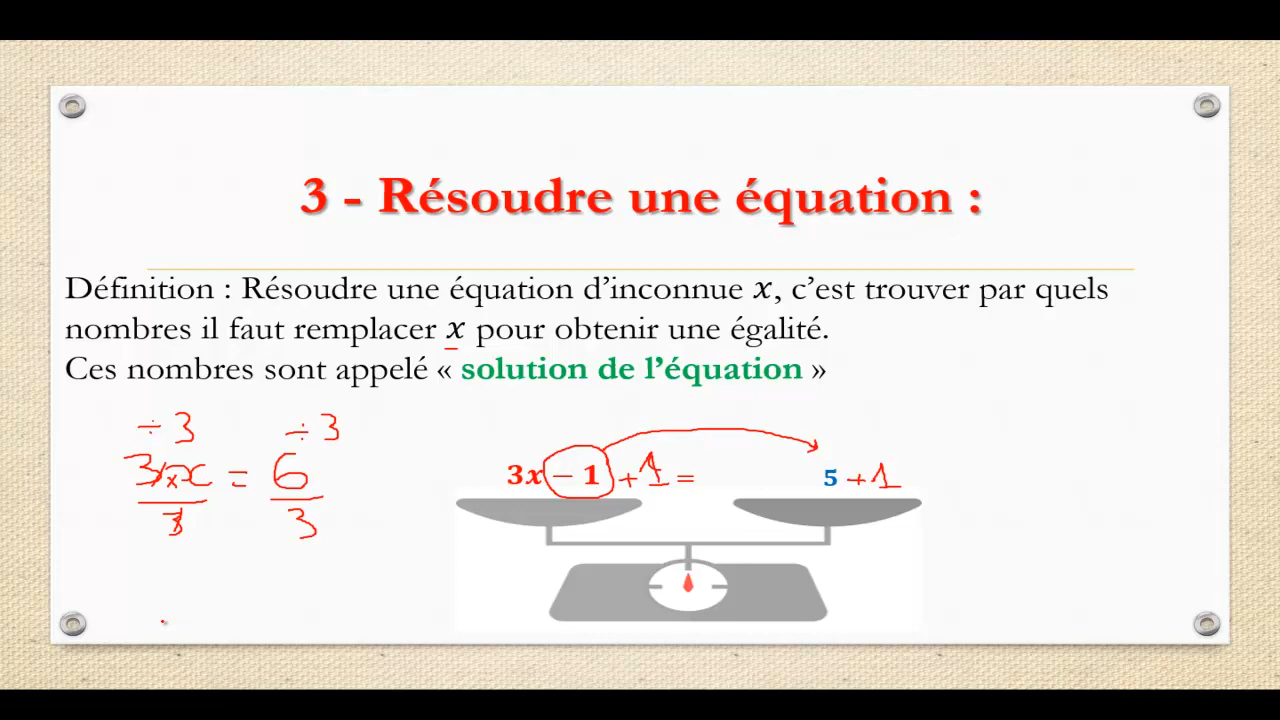 3 - Résoudre une équation :
Définition : Résoudre une équation d'inconnue x, c'est trouver par quels
nombres il faut remplacer x pour obtenir une égalité.
Ces nombres sont appelé « solution de l'équation »
÷ 3 ÷ 3
3 × x = 6
3 3
3x − 1 + 1 = 5 + 1